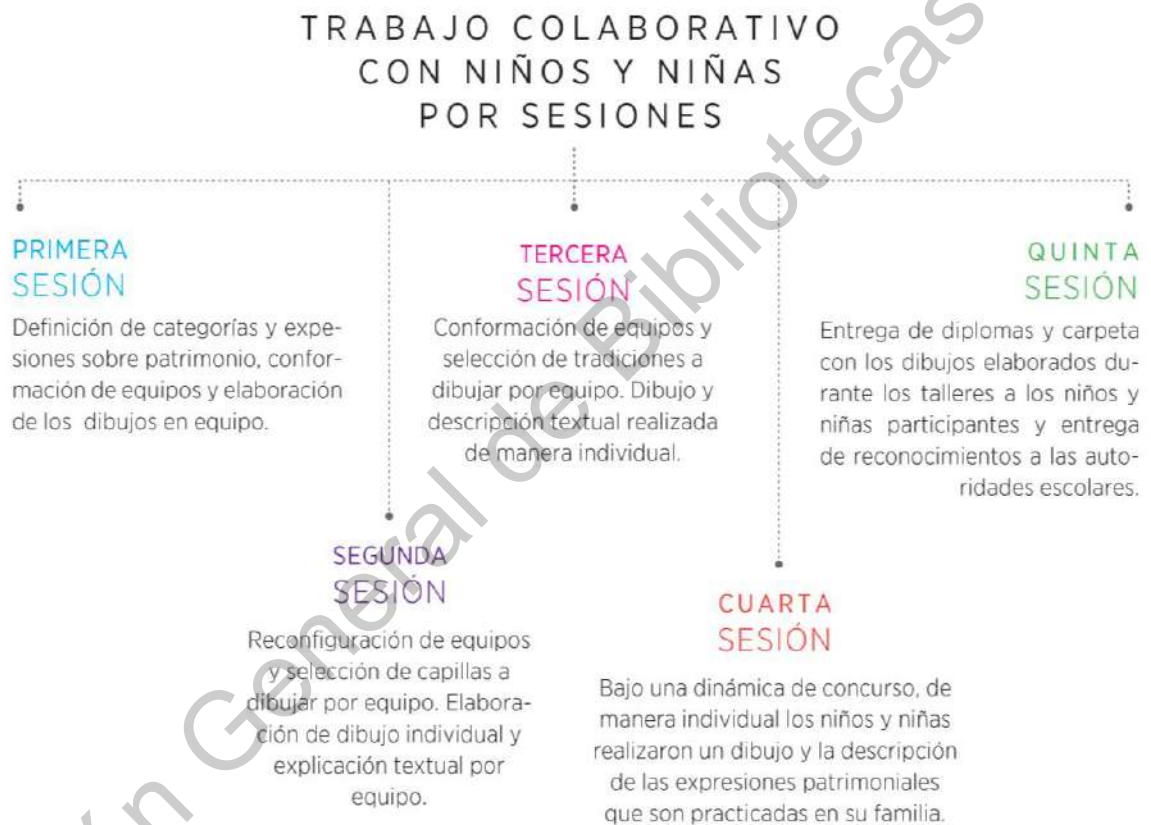 TRABAJO COLABORATIVO
CON NIÑOS Y NIÑAS
POR SESIONES
PRIMERA
SESIÓN
Definición de categorías y expe-
siones sobre patrimonio, confor-
mación de equipos y elaboración
de los dibujos en equipo.
SEGUNDA
SESIÓN
Reconfiguración de equipos
y selección de capillas a
dibujar por equipo. Elabora-
ción de dibujo individual y
explicación textual por
equipo.
TERCERA
SESIÓN
Conformación de equipos y
selección de tradiciones a
dibujar por equipo. Dibujo y
descripción textual realizada
de manera individual.
CUARTA
SESIÓN
Bajo una dinámica de concurso, de
manera individual los niños y niñas
realizaron un dibujo y la descripción
de las expresiones patrimoniales
que son practicadas en su familia.
QUINTA
SESIÓN
Entrega de diplomas y carpeta
con los dibujos elaborados du-
rante los talleres a los niños y
niñas participantes y entrega
de reconocimientos a las auto-
ridades escolares.
General de Bibliotecas